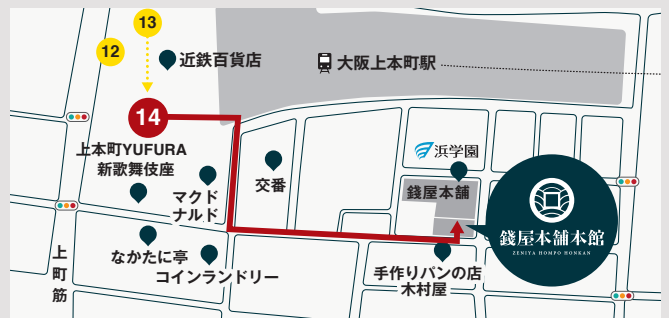 13
12
近鉄百貨店
大阪上本町駅
14
上本町YUFURA
新歌舞伎座
マクド
ナルド
交番
浜学園
錢屋本舗
錢屋本舗本館
ZENIYA HOMPO HONKAN
なかたに亭
コインランドリー
手作りパンの店
木村屋
上町筋